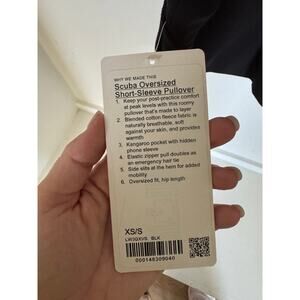 WHY WE MADE THIS
Scuba Oversized
Short-Sleeve Pullover
1. Keep your post-practice comfort
at peak levels with this roomy
pullover that's made to layer
2. Blended cotton fleece fabric is
naturally breathable, soft
against your skin, and provides
warmth
3. Kangaroo pocket with hidden
phone sleeve
4. Elastic zipper pull doubles as
an emergency hair tie
5. Side slits at the hem for added
mobility
6. Oversized fit, hip length
XS/S
LW3GXVS. BLK
000148309040